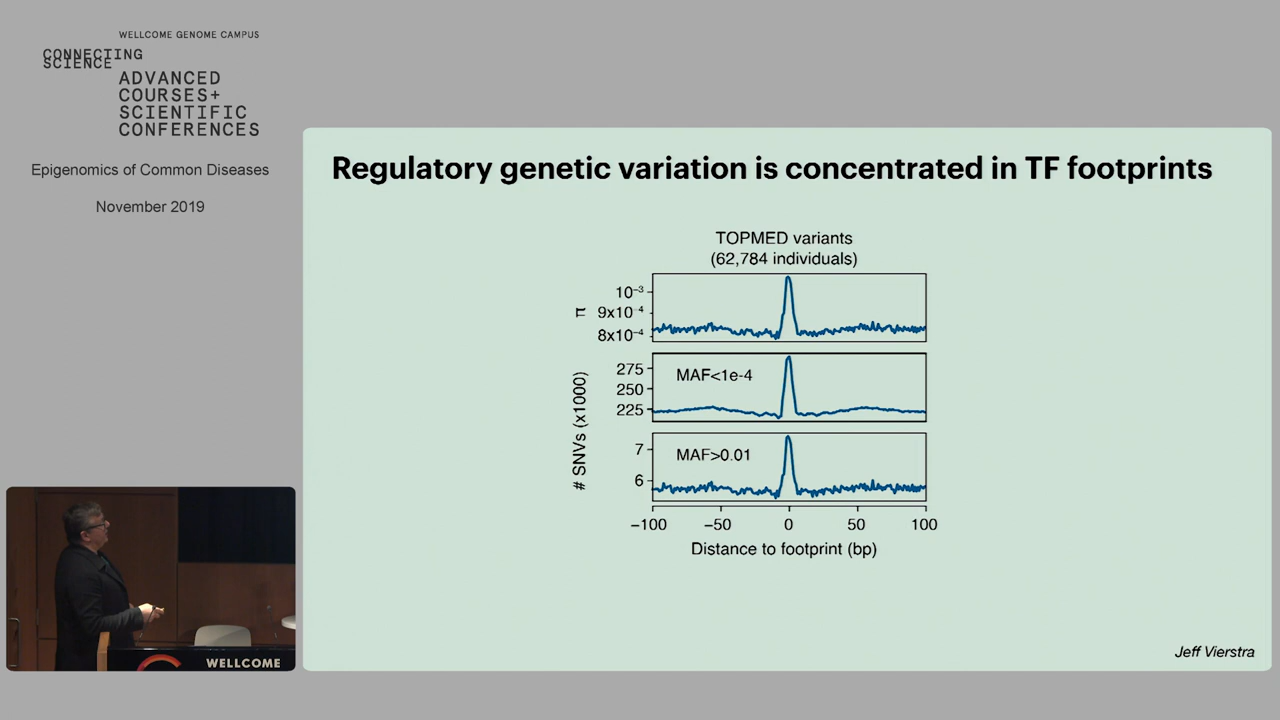 WELLCOME GENOME CAMPUS
CONNECTING
SCIENCE
ADVANCED
COURSES+
SCIENTIFIC
CONFERENCES
Epigenomics of Common Diseases
November 2019
Regulatory genetic variation is concentrated in TF footprints
TOPMED variants
(62,784 individuals)
π
10⁻³
9x10⁻⁴
8x10⁻⁴
# SNVs (x1000)
275
250
225
MAF<1e-4
7
6
MAF>0.01
−100 −50 0 50 100
Distance to footprint (bp)
Jeff Vierstra
WELLCOME